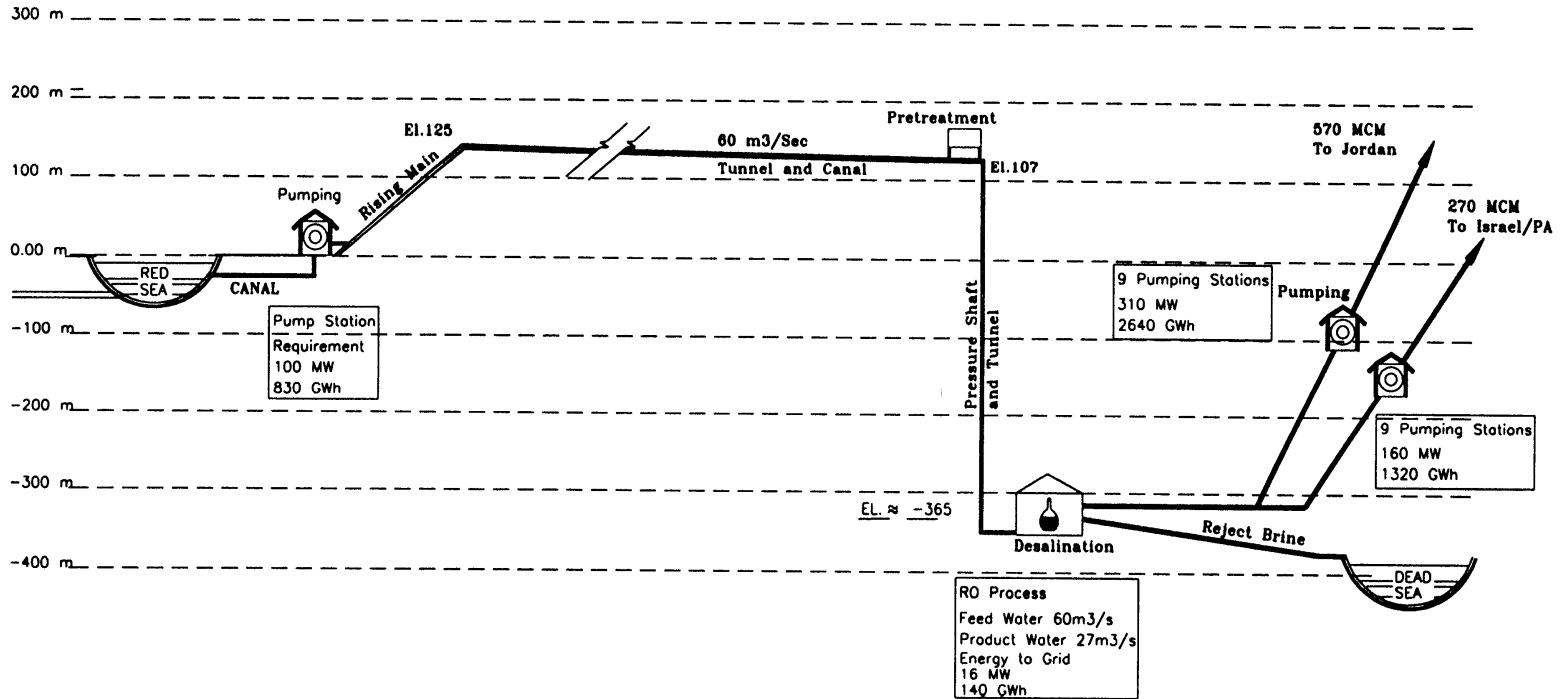 300 m
200 m
100 m
0.00 m
-100 m
-200 m
-300 m
-400 m
El.125
60 m3/Sec
Tunnel and Canal
Pretreatment
El.107
Pumping
Rising Main
RED
SEA
CANAL
Pump Station
Requirement
100 MW
830 GWh
Pressure Shaft
and Tunnel
570 MCM
To Jordan
270 MCM
To Israel/PA
9 Pumping Stations
310 MW
2640 GWh
Pumping
9 Pumping Stations
160 MW
1320 GWh
EL. ≈ -365
Desalination
Reject Brine
DEAD
SEA
RO Process
Feed Water 60m3/s
Product Water 27m3/s
Energy to Grid
16 MW
140 GWh